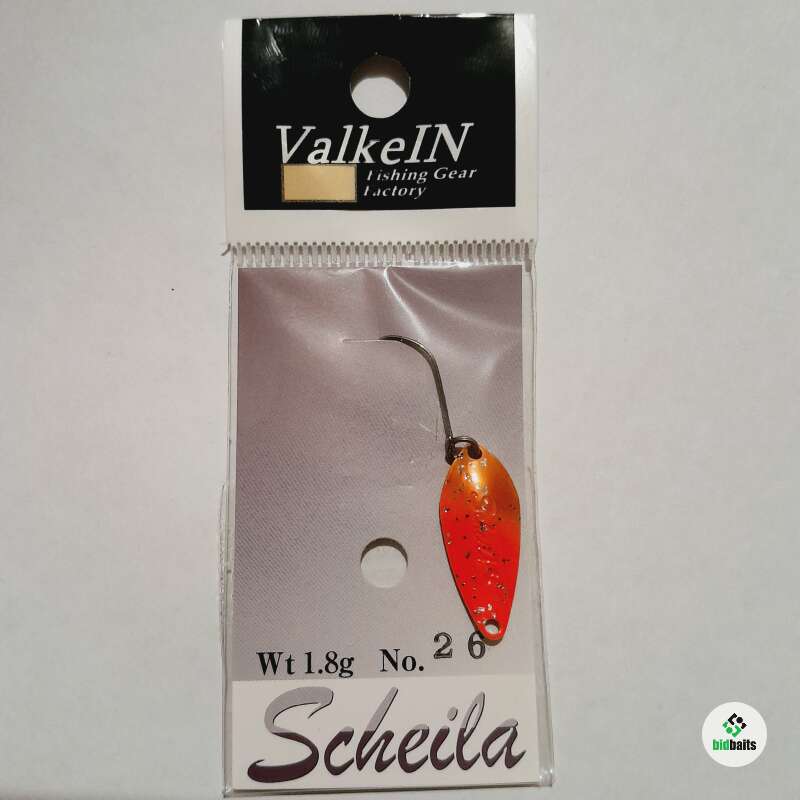 ValkeIN
Fishing Gear
Factory
Wt 1.8g No. 26
Scheila
bidbaits